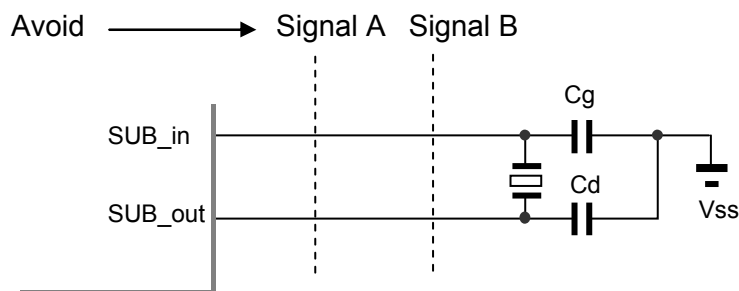 Avoid Signal A Signal B
Cg
SUB_in
Cd
SUB_out
Vss